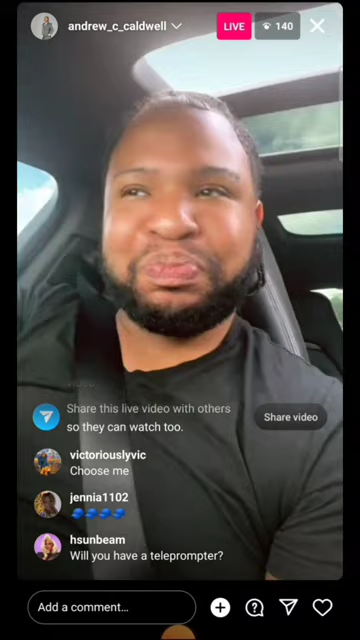 andrew_c_caldwell
LIVE
140
Share this live video with others
so they can watch too.
Share video
victoriouslyvic
Choose me
jennia1102
hsunbeam
Will you have a teleprompter?
Add a comment...